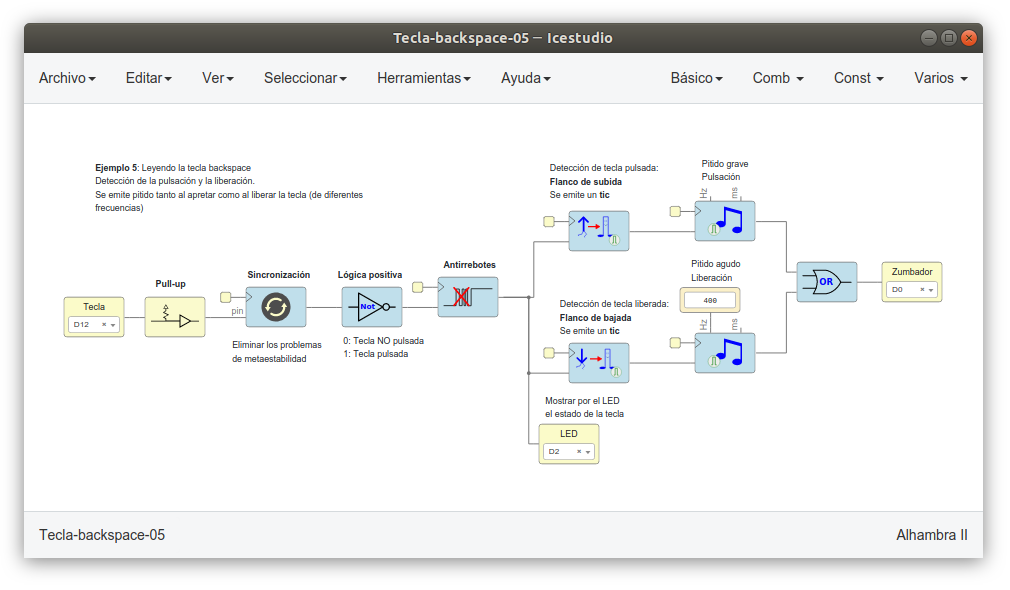 Tecla-backspace-05 — Icestudio
Archivo Editar Ver Seleccionar Herramientas Ayuda Básico Comb Const Varios
Ejemplo 5: Leyendo la tecla backspace
Detección de la pulsación y la liberación.
Se emite pitido tanto al apretar como al liberar la tecla (de diferentes
frecuencias)
Detección de tecla pulsada:
Flanco de subida
Se emite un tic
Pitido grave
Pulsación
Hz ms
Pull-up
Sincronización
Lógica positiva
Antirrebotes
Tecla
D12
pin
Not
Eliminar los problemas
de metaestabilidad
0: Tecla NO pulsada
1: Tecla pulsada
Pitido agudo
Liberación
400
Hz ms
Detección de tecla liberada:
Flanco de bajada
Se emite un tic
OR
Zumbador
D0
Mostrar por el LED
el estado de la tecla
LED
D2
Tecla-backspace-05
Alhambra II